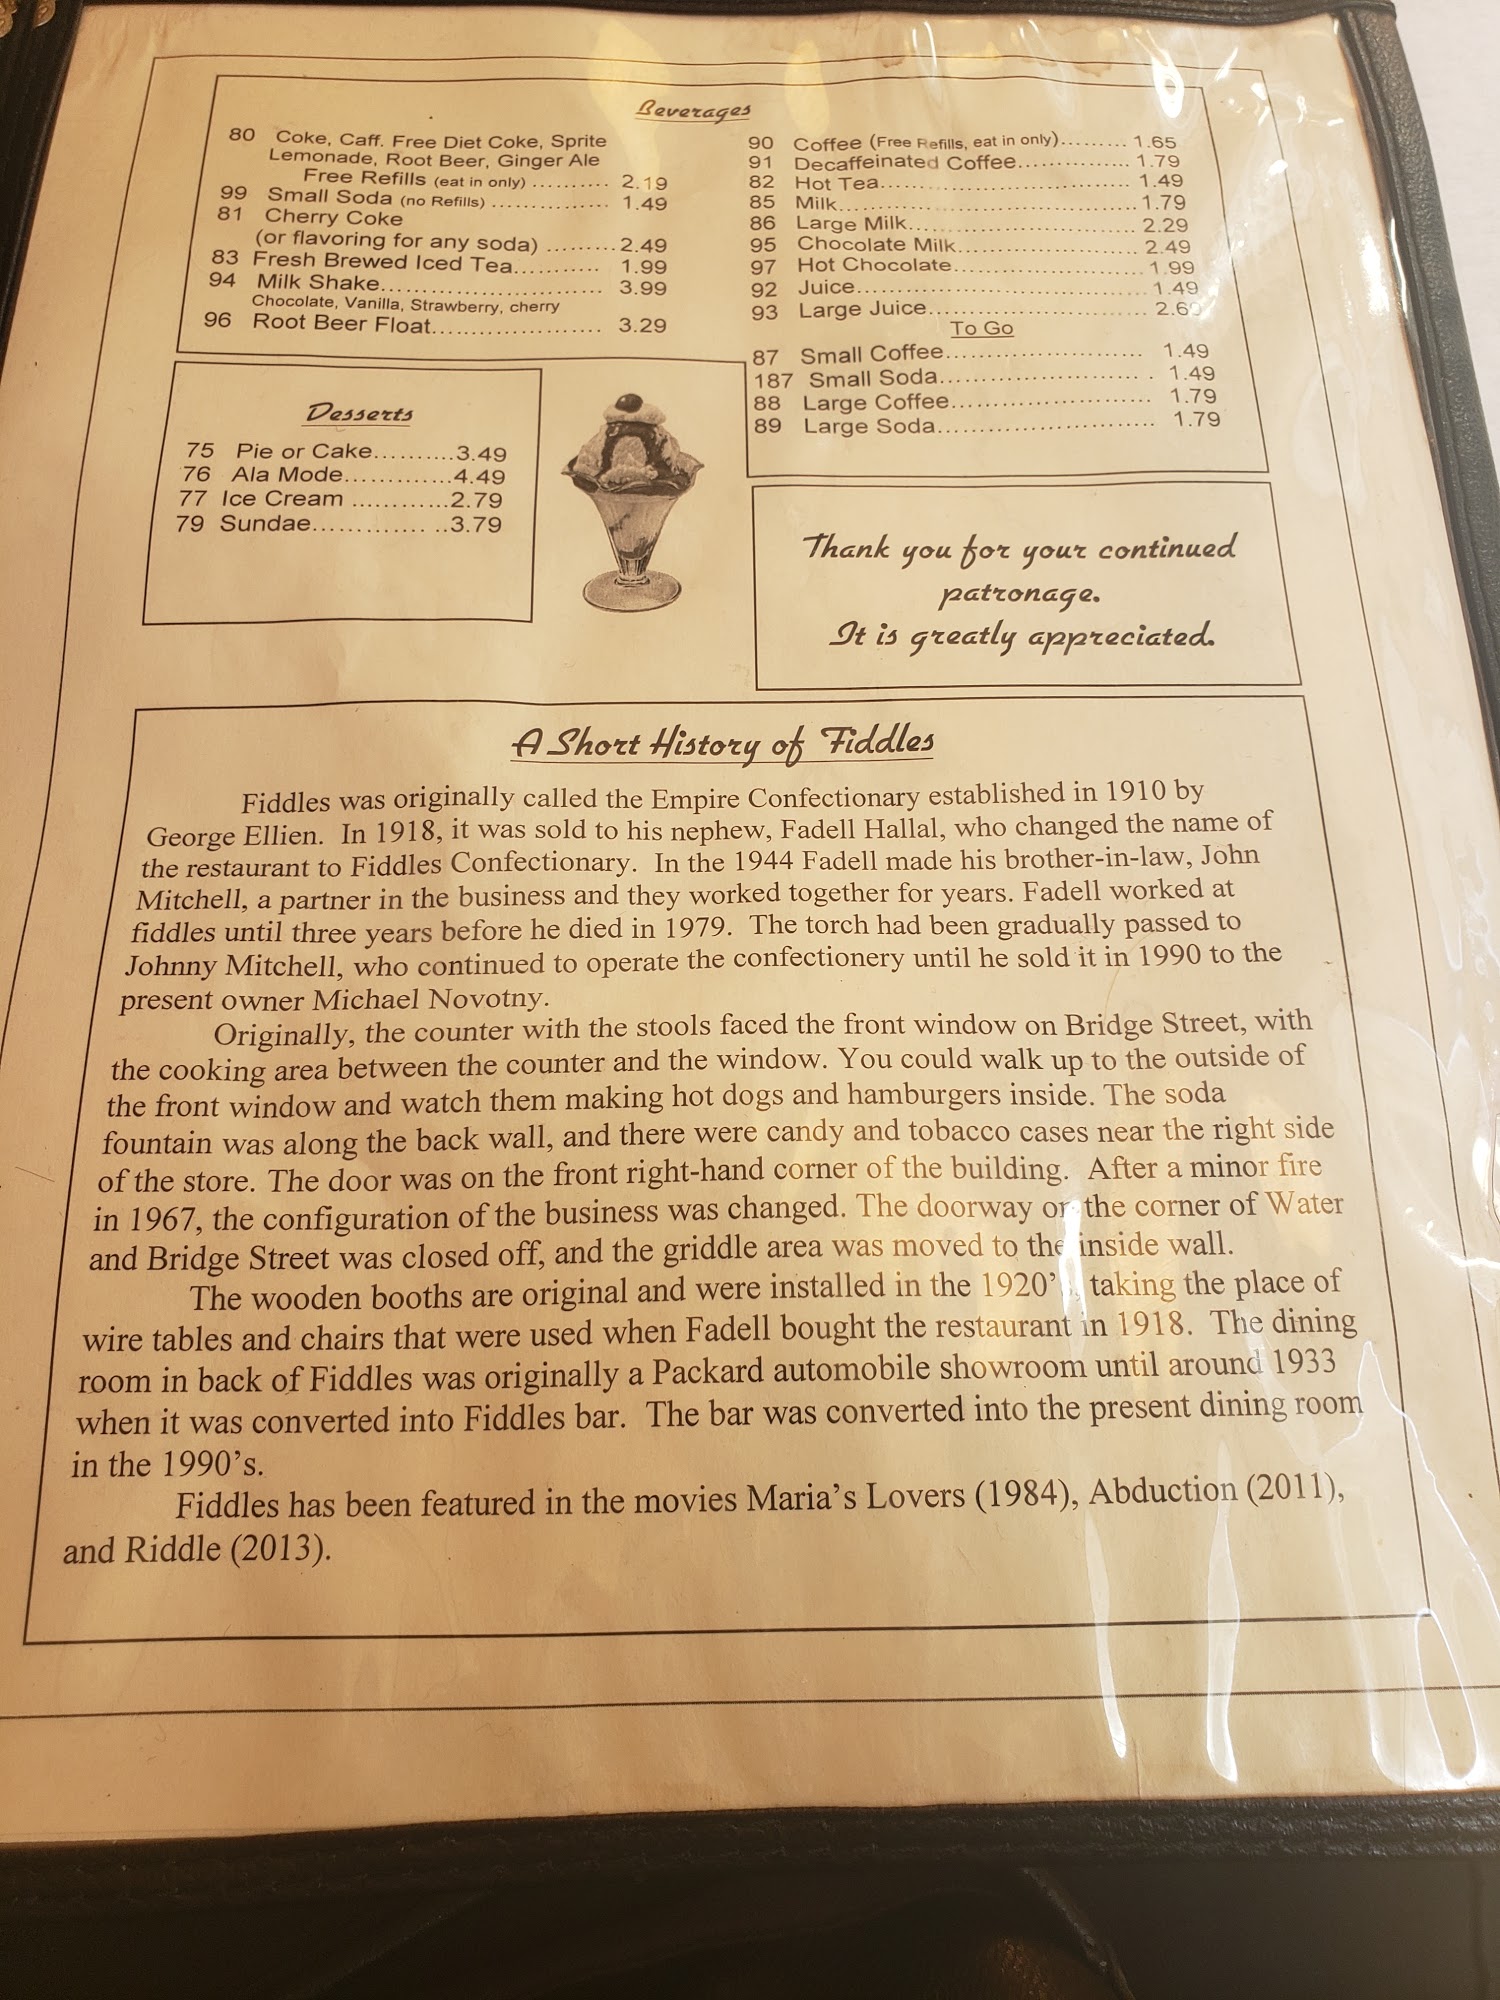 Beverages
80 Coke, Caff. Free Diet Coke, Sprite
Lemonade, Root Beer, Ginger Ale
Free Refills (eat in only) .......... 2.19
99 Small Soda (no Refills) ............... 1.49
81 Cherry Coke
(or flavoring for any soda) .........2.49
83 Fresh Brewed Iced Tea........... 1.99
94 Milk Shake............................ 3.99
Chocolate, Vanilla, Strawberry, cherry
96 Root Beer Float...................... 3.29
90 Coffee (Free Refills, eat in only)......... 1.65
91 Decaffeinated Coffee...............1.79
82 Hot Tea................................ 1.49
85 Milk......................................1.79
86 Large Milk............................. 2.29
95 Chocolate Milk....................... 2.49
97 Hot Chocolate........................ 1.99
92 Juice.................................... 1.49
93 Large Juice............................
To Go
87 Small Coffee......................... 1.49
187 Small Soda........................ . 1.49
88 Large Coffee......................... 1.79
89 Large Soda........................... 1.79
Desserts
75 Pie or Cake..........3.49
76 Ala Mode.............4.49
77 Ice Cream ............2.79
79 Sundae............. ..3.79
Thank you for your continued
patronage.
It is greatly appreciated.
A Short History of Fiddles
Fiddles was originally called the Empire Confectionary established in 1910 by
George Ellien. In 1918, it was sold to his nephew, Fadell Hallal, who changed the name of
the restaurant to Fiddles Confectionary. In the 1944 Fadell made his brother-in-law, John
Mitchell, a partner in the business and they worked together for years. Fadell worked at
fiddles until three years before he died in 1979. The torch had been gradually passed to
Johnny Mitchell, who continued to operate the confectionery until he sold it in 1990 to the
present owner Michael Novotny.
Originally, the counter with the stools faced the front window on Bridge Street, with
the cooking area between the counter and the window. You could walk up to the outside of
the front window and watch them making hot dogs and hamburgers inside. The soda
fountain was along the back wall, and there were candy and tobacco cases near the right side
of the store. The door was on the front right-hand corner of the building. After a minor fire
in 1967, the configuration of the business was changed. The doorway on the corner of Water
and Bridge Street was closed off, and the griddle area was moved to the inside wall.
The wooden booths are original and were installed in the 1920's, taking the place of
wire tables and chairs that were used when Fadell bought the restaurant in 1918. The dining
room in back of Fiddles was originally a Packard automobile showroom until around 1933
when it was converted into Fiddles bar. The bar was converted into the present dining room
in the 1990's.
Fiddles has been featured in the movies Maria's Lovers (1984), Abduction (2011),
and Riddle (2013).